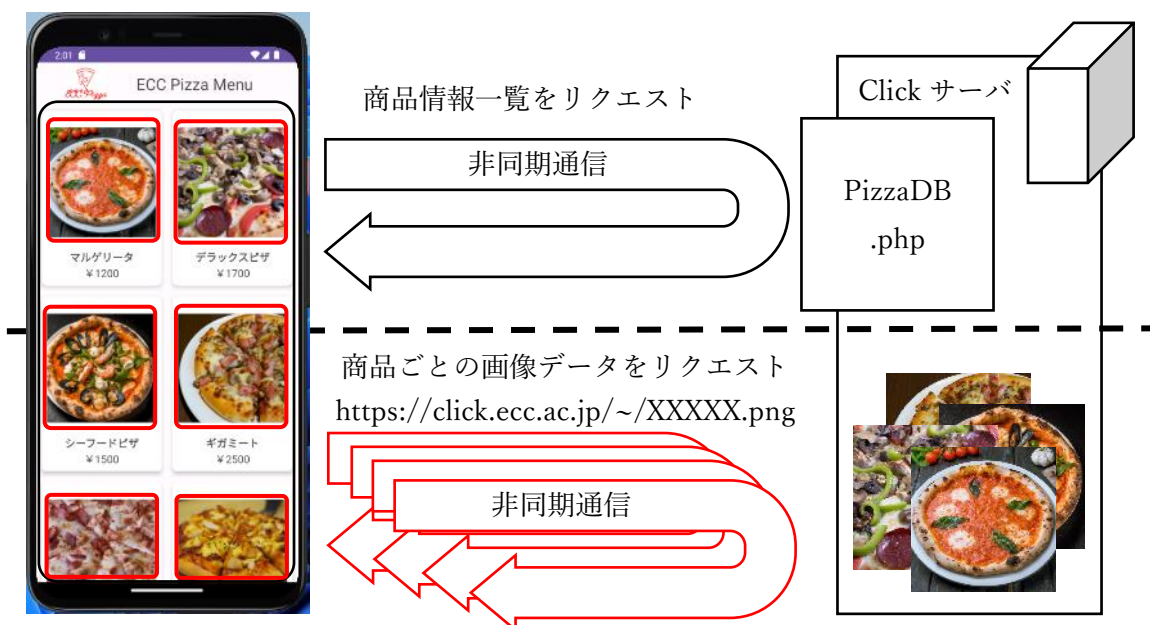 2:01
ECC Pizza Menu
マルゲリータ
¥1200
デラックスピザ
¥1700
シーフードピザ
¥1500
ギガミート
¥2500
商品情報一覧をリクエスト
非同期通信
Click サーバ
PizzaDB
.php
商品ごとの画像データをリクエスト
https://click.ecc.ac.jp/~/XXXXX.png
非同期通信